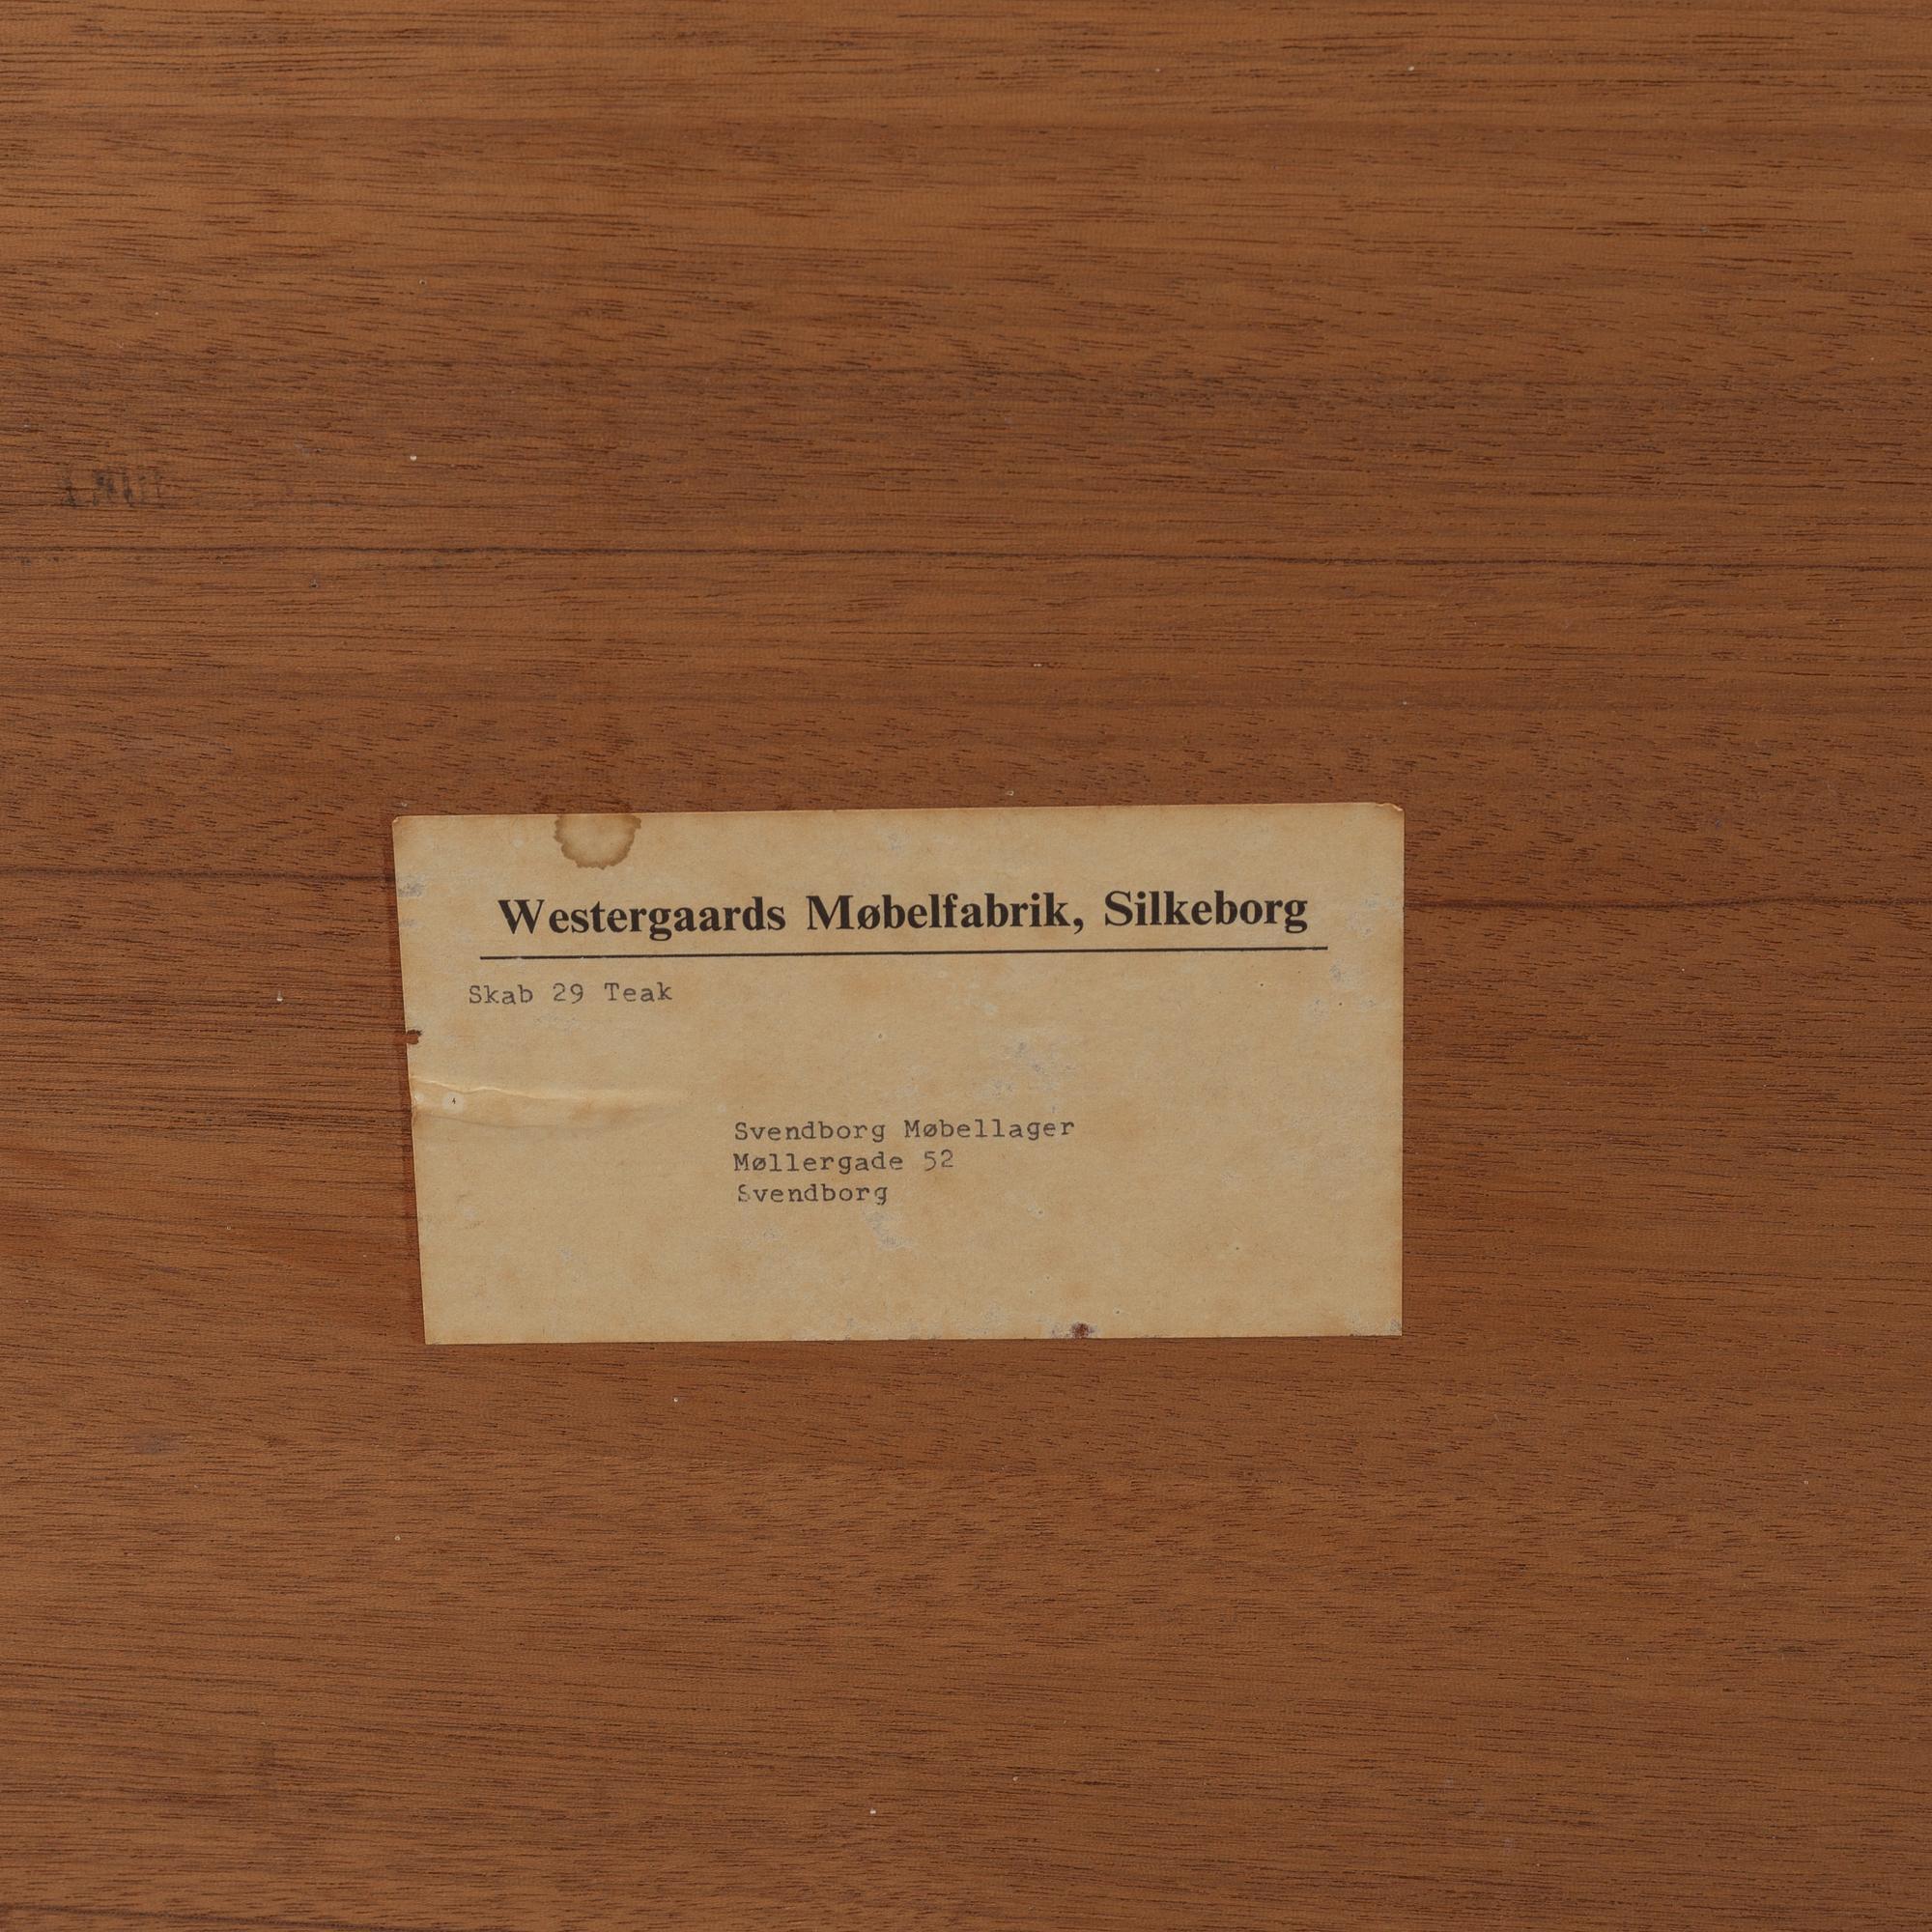 Westergaards Møbelfabrik, Silkeborg
Skab 29 Teak
Svendborg Møbellager
Møllergade 52
Svendborg